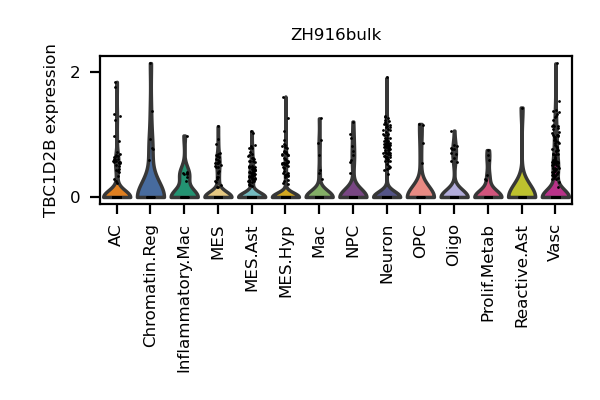 ZH916bulk
TBC1D2B expression
2
0
AC
Chromatin.Reg
Inflammatory.Mac
MES
MES.Ast
MES.Hyp
Mac
NPC
Neuron
OPC
Oligo
Prolif.Metab
Reactive.Ast
Vasc